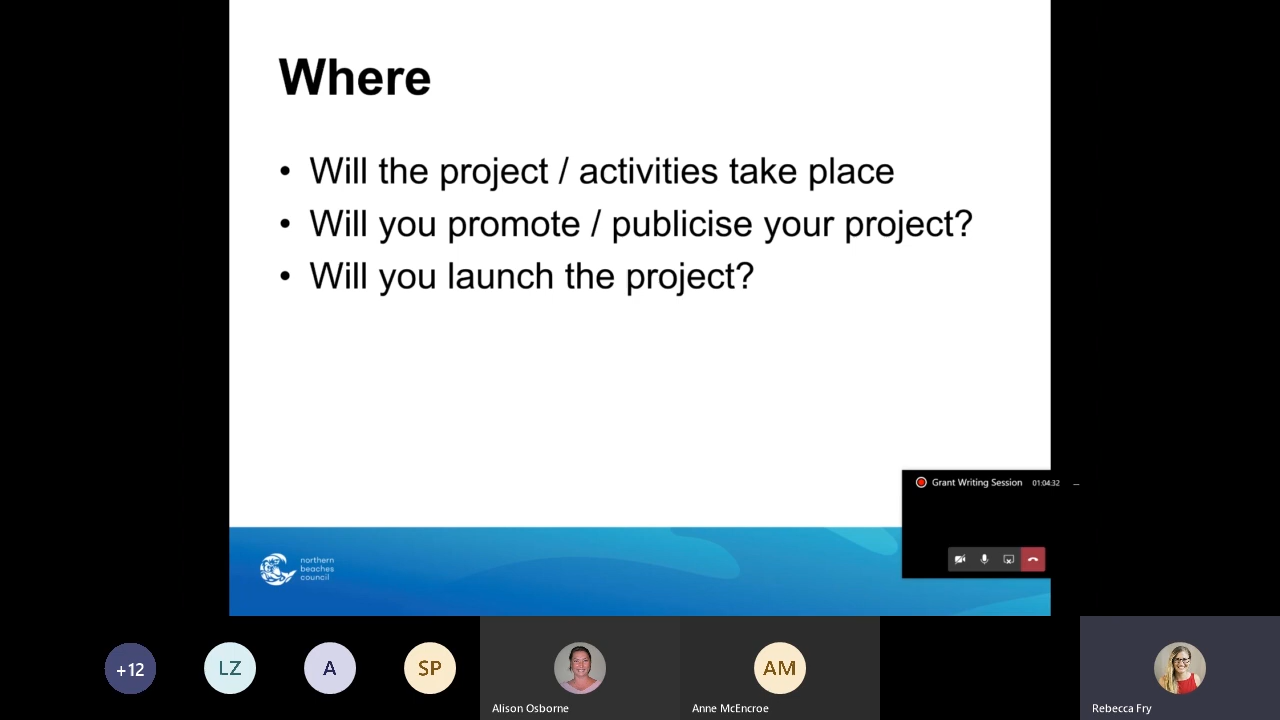 Where
• Will the project / activities take place
• Will you promote / publicise your project?
• Will you launch the project?
Grant Writing Session 01:04:32
northern
beaches
council
+12
LZ
A
SP
AM
Alison Osborne
Anne McEncroe
Rebecca Fry